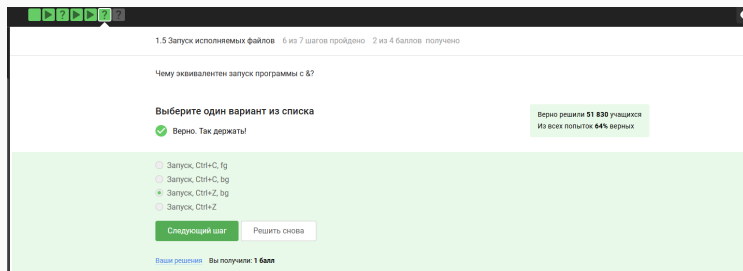 1.5 Запуск исполняемых файлов 6 из 7 шагов пройдено 2 из 4 баллов получено
Чему эквивалентен запуск программы с &?
Выберите один вариант из списка
Верно. Так держать!
Верно решили 51 830 учащихся
Из всех попыток 64% верных
Запуск, Ctrl+C, fg
Запуск, Ctrl+C, bg
Запуск, Ctrl+Z, bg
Запуск, Ctrl+Z
Следующий шаг Решить снова
Ваши решения Вы получили: 1 балл